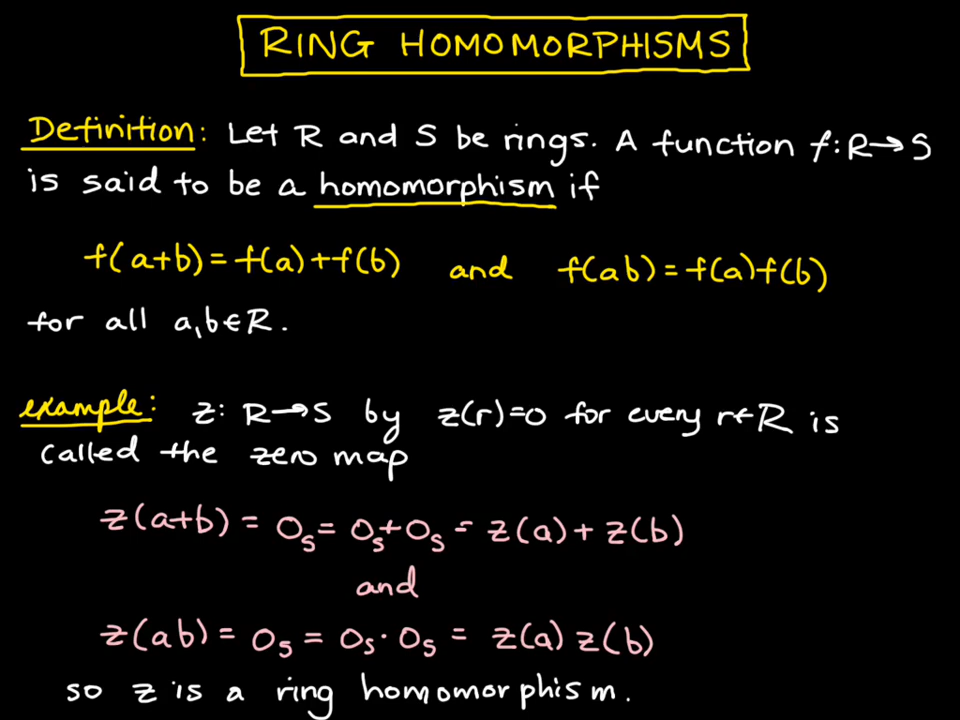 RING HOMOMORPHISMS
Definition: Let R and S be rings. A function f: R→S
is said to be a homomorphism if
f(a+b) = f(a)+f(b) and f(ab) = f(a)f(b)
for all a,b∈R.
example: z: R→S by z(r)=0 for every r∈R is
called the zero map
z(a+b) = 0ₛ = 0ₛ+0ₛ = z(a)+z(b)
and
z(ab) = 0ₛ = 0ₛ·0ₛ = z(a)z(b)
so z is a ring homomorphism.